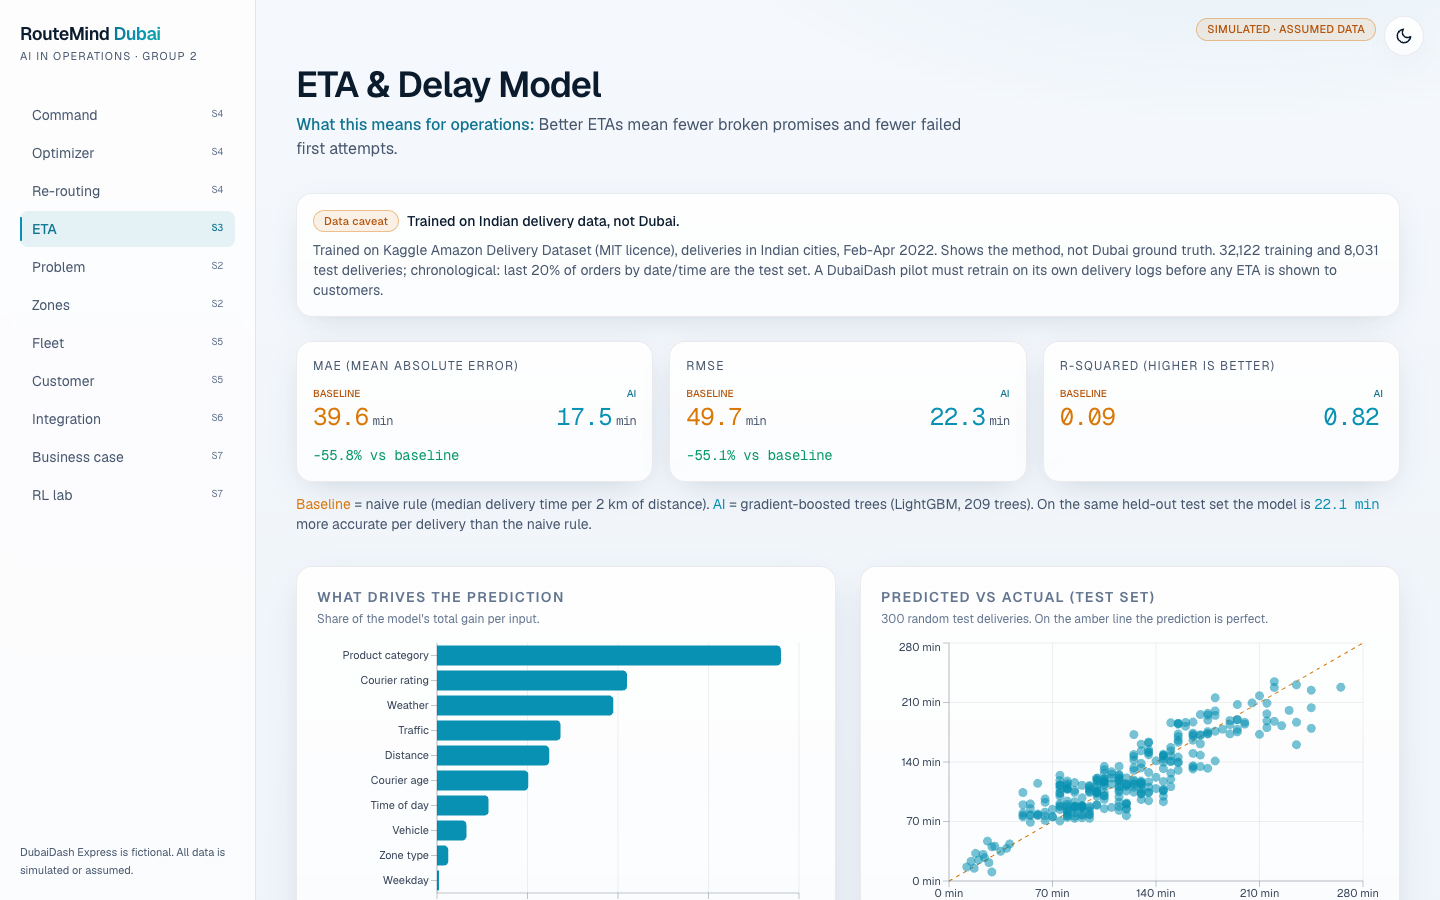 RouteMind Dubai
AI IN OPERATIONS · GROUP 2
Command S4
Optimizer S4
Re-routing S4
ETA S3
Problem S2
Zones S2
Fleet S5
Customer S5
Integration S6
Business case S7
RL lab S7
DubaiDash Express is fictional. All data is
simulated or assumed.
SIMULATED · ASSUMED DATA
ETA & Delay Model
What this means for operations: Better ETAs mean fewer broken promises and fewer failed
first attempts.
Data caveat Trained on Indian delivery data, not Dubai.
Trained on Kaggle Amazon Delivery Dataset (MIT licence), deliveries in Indian cities, Feb-Apr 2022. Shows the method, not Dubai ground truth. 32,122 training and 8,031
test deliveries; chronological: last 20% of orders by date/time are the test set. A DubaiDash pilot must retrain on its own delivery logs before any ETA is shown to
customers.
MAE (MEAN ABSOLUTE ERROR)
BASELINE AI
39.6 min 17.5 min
-55.8% vs baseline
RMSE
BASELINE AI
49.7 min 22.3 min
-55.1% vs baseline
R-SQUARED (HIGHER IS BETTER)
BASELINE AI
0.09 0.82
Baseline = naive rule (median delivery time per 2 km of distance). AI = gradient-boosted trees (LightGBM, 209 trees). On the same held-out test set the model is 22.1 min
more accurate per delivery than the naive rule.
WHAT DRIVES THE PREDICTION
Share of the model's total gain per input.
Product category
Courier rating
Weather
Traffic
Distance
Courier age
Time of day
Vehicle
Zone type
Weekday
PREDICTED VS ACTUAL (TEST SET)
300 random test deliveries. On the amber line the prediction is perfect.
280 min
210 min
140 min
70 min
0 min
0 min 70 min 140 min 210 min 280 min